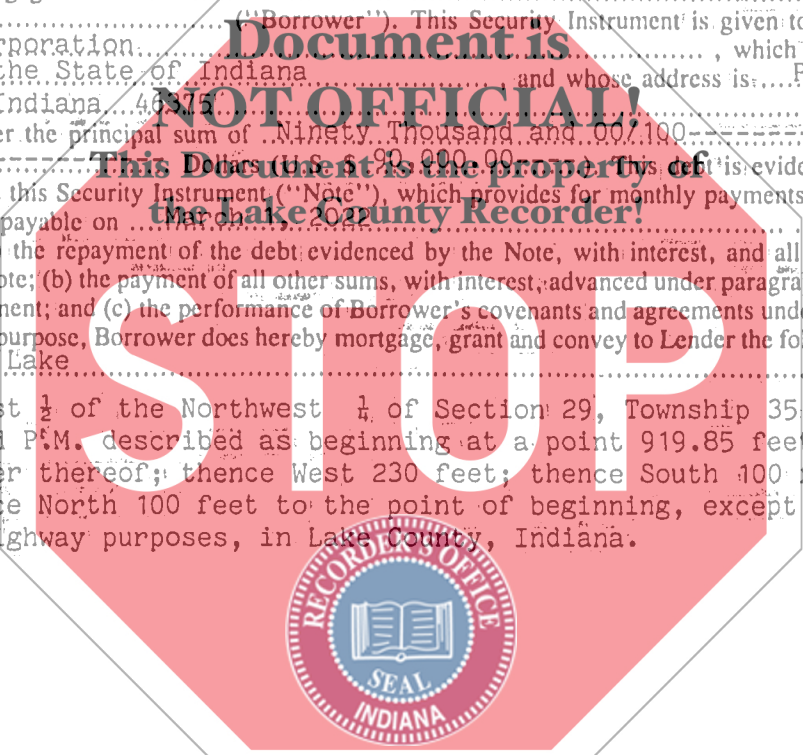 ("Borrower"). This Security Instrument is given to
rporation , which
the State of Indiana and whose address is
Indiana 46375
er the principal sum of Ninety Thousand and 00/100
Dollars (U.S. $ 90,000.00 This debt is evid
this Security Instrument ("Note"), which provides for monthly payments
payable on March 1, 2022
the repayment of the debt evidenced by the Note, with interest, and all
ote; (b) the payment of all other sums, with interest, advanced under paragra
ment; and (c) the performance of Borrower's covenants and agreements unde
purpose, Borrower does hereby mortgage, grant and convey to Lender the fo
Lake
st ½ of the Northwest ¼ of Section 29, Township 35
P.M. described as beginning at a point 919.85 feet
er thereof; thence West 230 feet; thence South 100
ce North 100 feet to the point of beginning, except
ghway purposes, in Lake County, Indiana.
Document is
NOT OFFICIAL!
This Document is the property of
the Lake County Recorder!
STOP
RECORDER'S OFFICE
SEAL
INDIANA